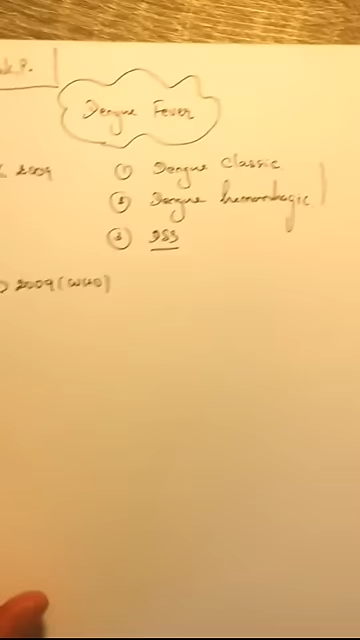 Dengue Fever
2009 ① Dengue classic
② Dengue hemorrhagic
③ DSS
2009 (WHO)